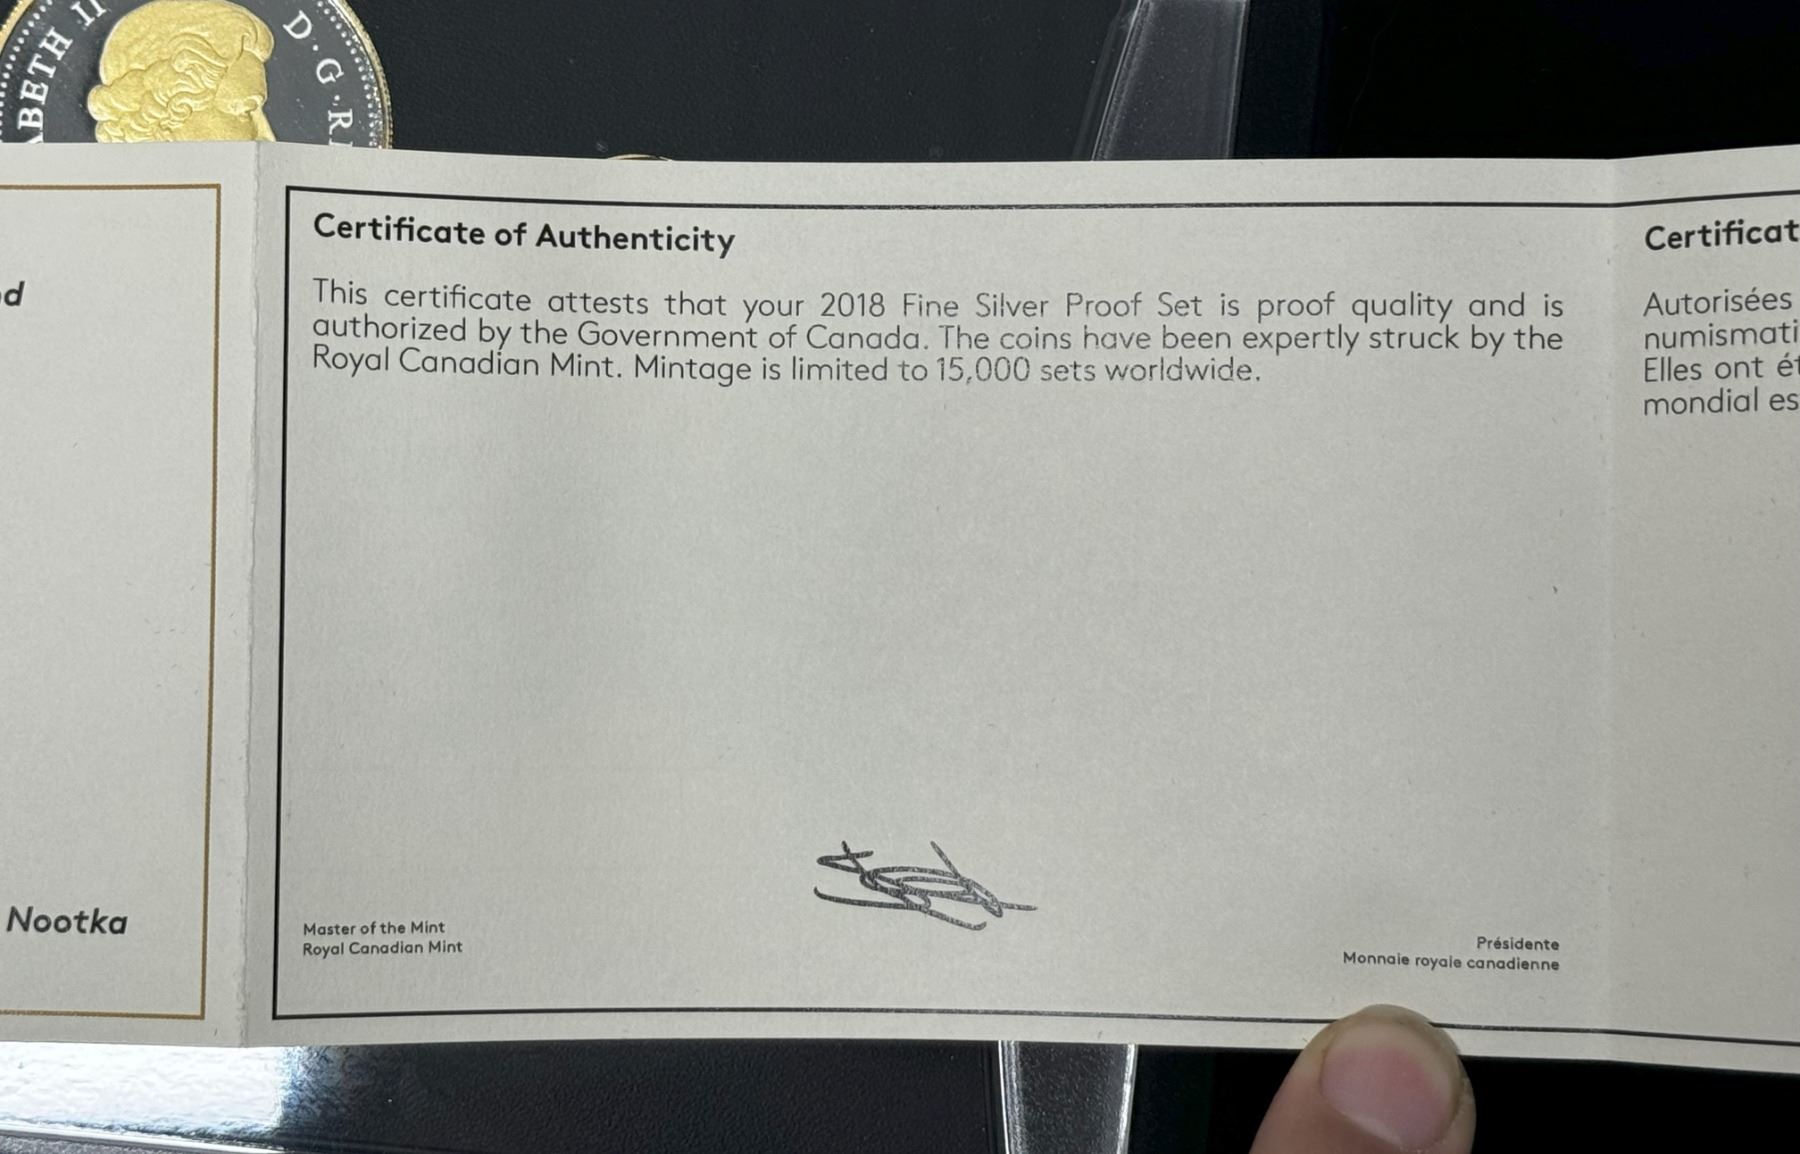 ABETH II
D·G·R
Certificate of Authenticity
This certificate attests that your 2018 Fine Silver Proof Set is proof quality and is
authorized by the Government of Canada. The coins have been expertly struck by the
Royal Canadian Mint. Mintage is limited to 15,000 sets worldwide.
Nootka
Master of the Mint
Royal Canadian Mint
Présidente
Monnaie royale canadienne
Certificat
Autorisées
numismati
Elles ont ét
mondial es